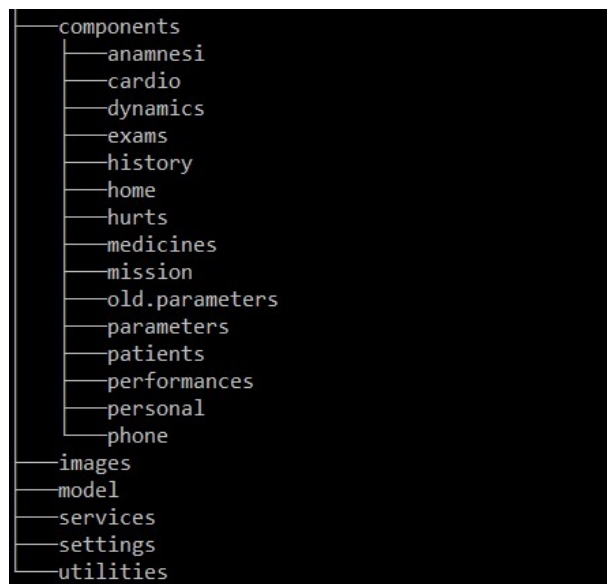 components
anamnesi
cardio
dynamics
exams
history
home
hurts
medicines
mission
old.parameters
parameters
patients
performances
personal
phone
images
model
services
settings
utilities